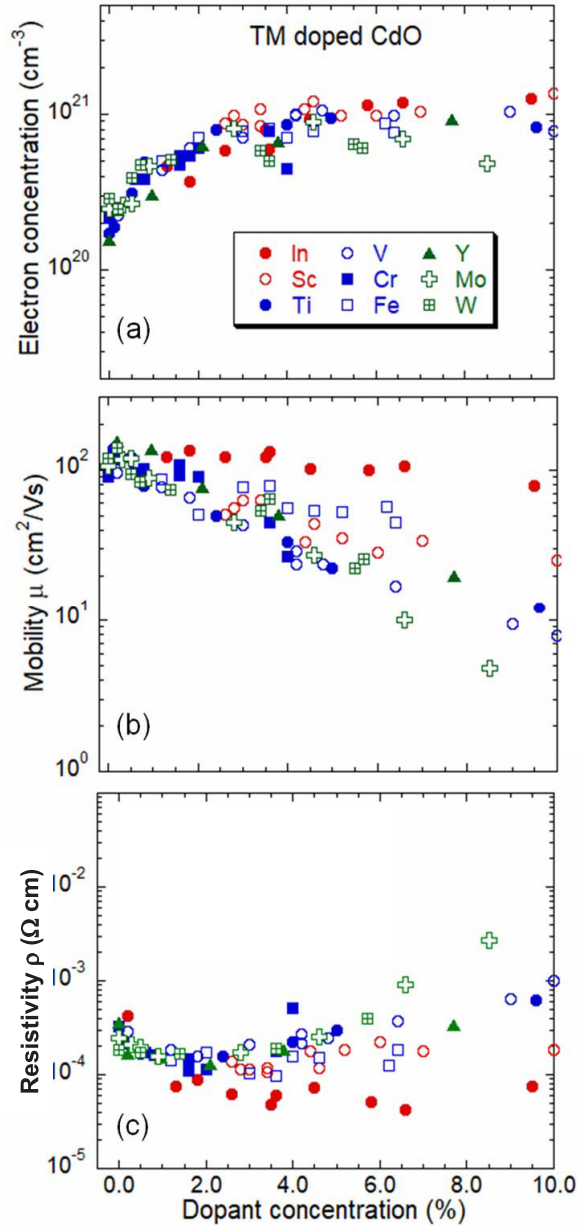 TM doped CdO
Electron concentration (cm⁻³)
10²¹
10²⁰
In V Y
Sc Cr Mo
Ti Fe W
(a)
Mobility μ (cm²/Vs)
10²
10¹
10⁰
(b)
Resistivity ρ (Ω cm)
10⁻²
10⁻³
10⁻⁴
10⁻⁵
(c)
0.0 2.0 4.0 6.0 8.0 10.0
Dopant concentration (%)